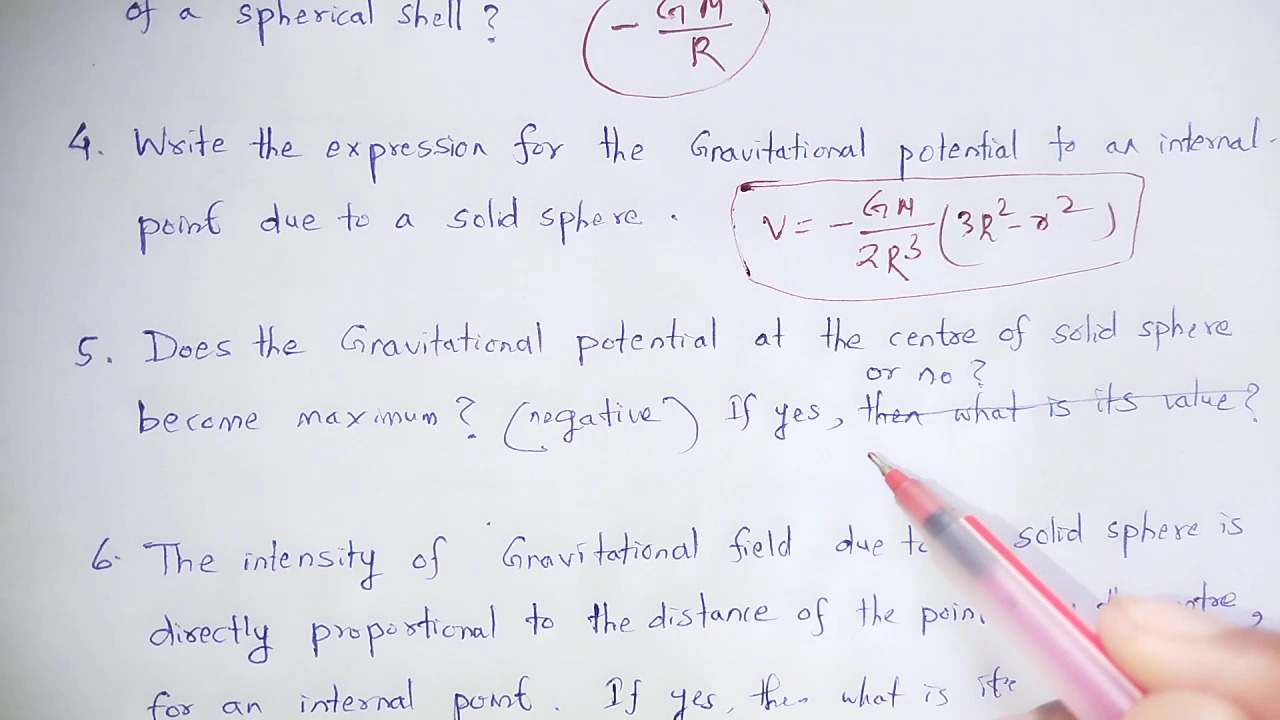 of a spherical shell? - GM/R
4. Write the expression for the Gravitational potential to an internal-
point due to a solid sphere. V = - GM/2R³ (3R² - r²)
5. Does the Gravitational potential at the centre of solid sphere
or no?
become maximum? (negative) If yes, then what is its value?
6. The intensity of Gravitational field due to solid sphere is
directly proportional to the distance of the point
for an internal point. If yes, then what is its